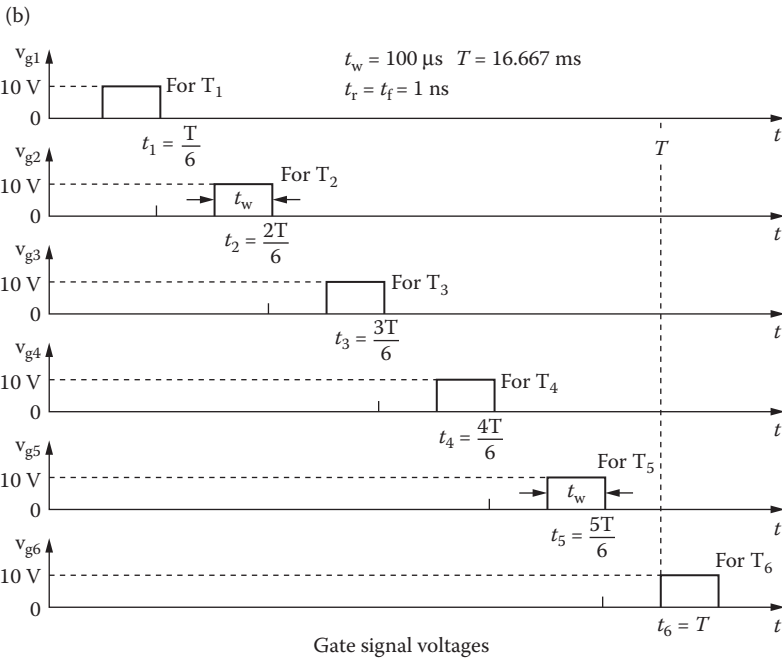 (b)
v_g1
t_w = 100 µs T = 16.667 ms
10 V
For T_1
t_r = t_f = 1 ns
0
t
t_1 = T/6
T
v_g2
For T_2
10 V
t_w
0
t
t_2 = 2T/6
v_g3
10 V
For T_3
0
t
t_3 = 3T/6
v_g4
10 V
For T_4
0
t
t_4 = 4T/6
v_g5
For T_5
10 V
t_w
0
t
t_5 = 5T/6
v_g6
For T_6
10 V
0
t
t_6 = T
Gate signal voltages